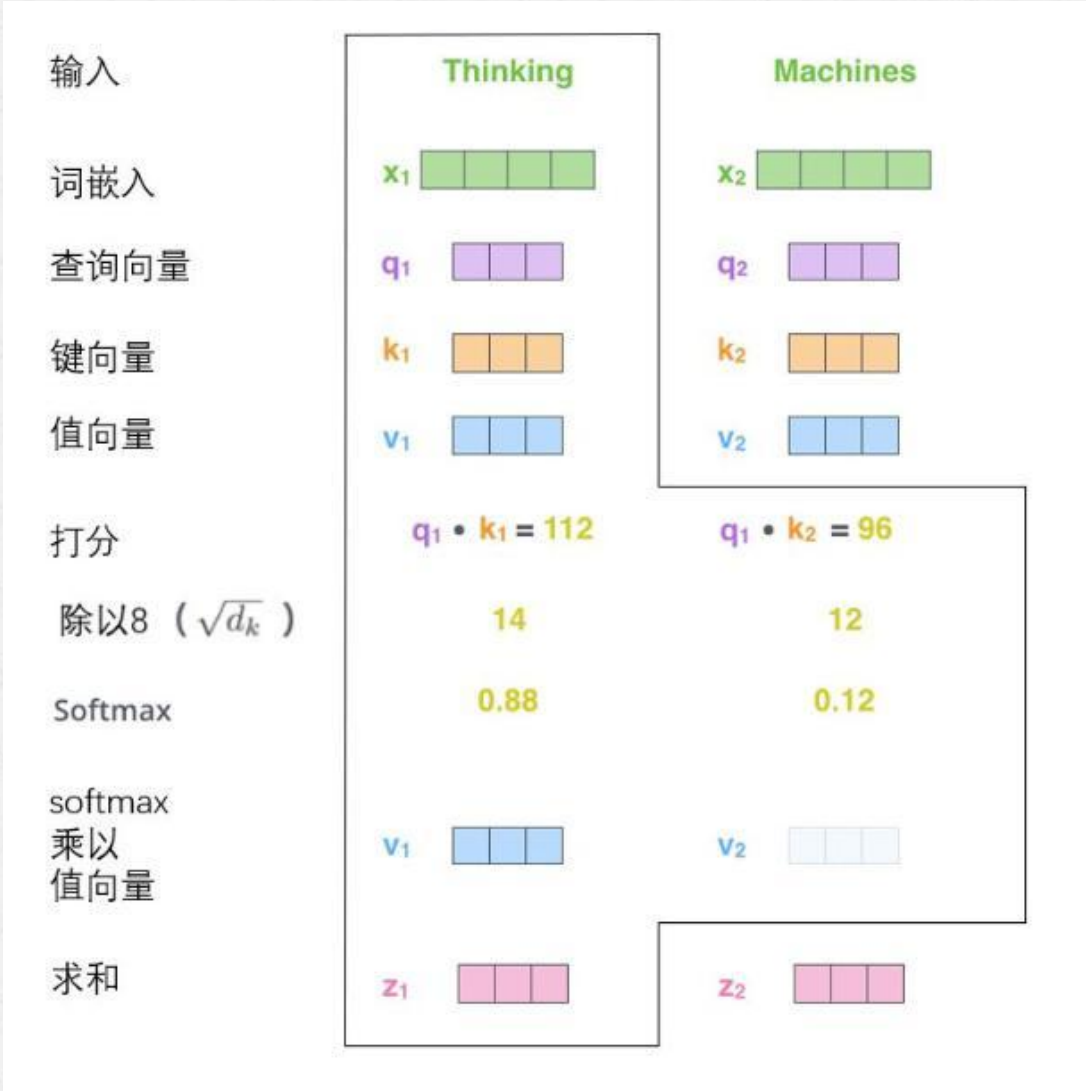 输入 Thinking Machines
词嵌入 x₁ x₂
查询向量 q₁ q₂
键向量 k₁ k₂
值向量 v₁ v₂
打分 q₁ • k₁ = 112 q₁ • k₂ = 96
除以8 ( √dₖ ) 14 12
Softmax 0.88 0.12
softmax
乘以 v₁ v₂
值向量
求和 z₁ z₂